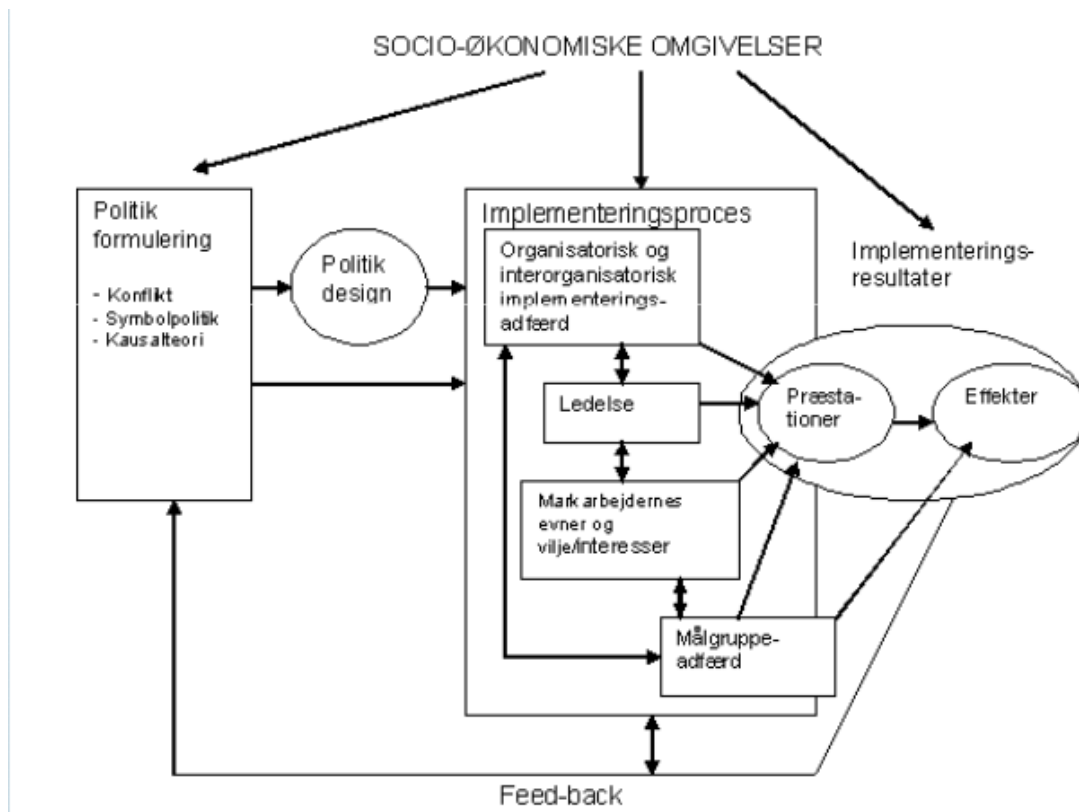 SOCIO-ØKONOMISKE OMGIVELSER
Politik
formulering
- Konflikt
- Symbolpolitik
- Kausalteori
Politik
design
Implementeringsproces
Organisatorisk og
interorganisatorisk
implementerings-
adfærd
Ledelse
Markarbejdernes
evner og
vilje/interesser
Målgruppe-
adfærd
Implementerings-
resultater
Præsta-
tioner
Effekter
Feed-back